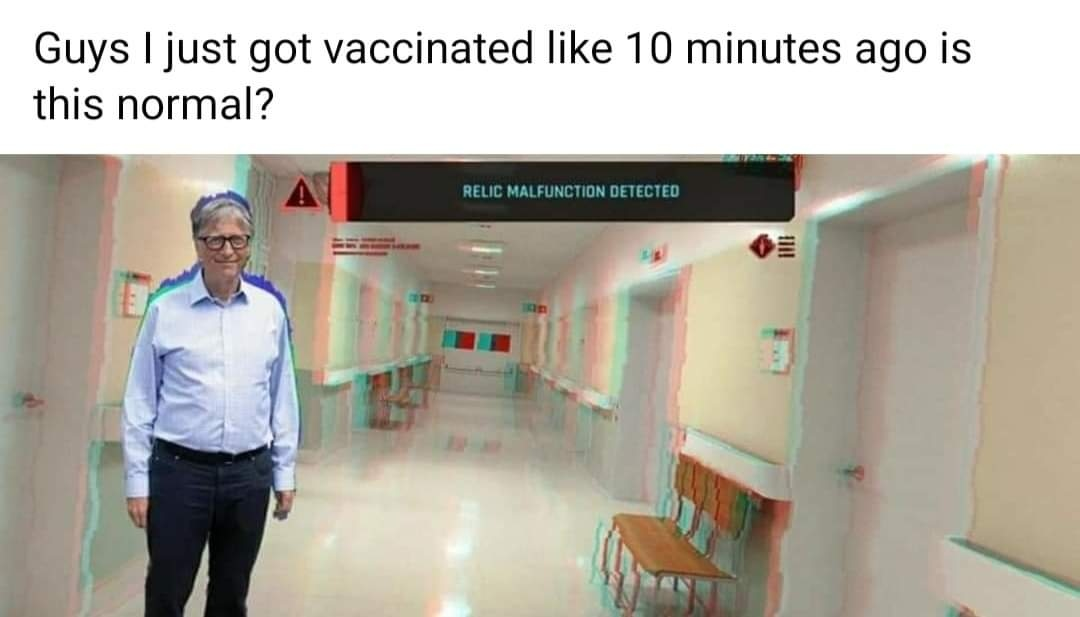 Guys I just got vaccinated like 10 minutes ago is
this normal?
RELIC MALFUNCTION DETECTED